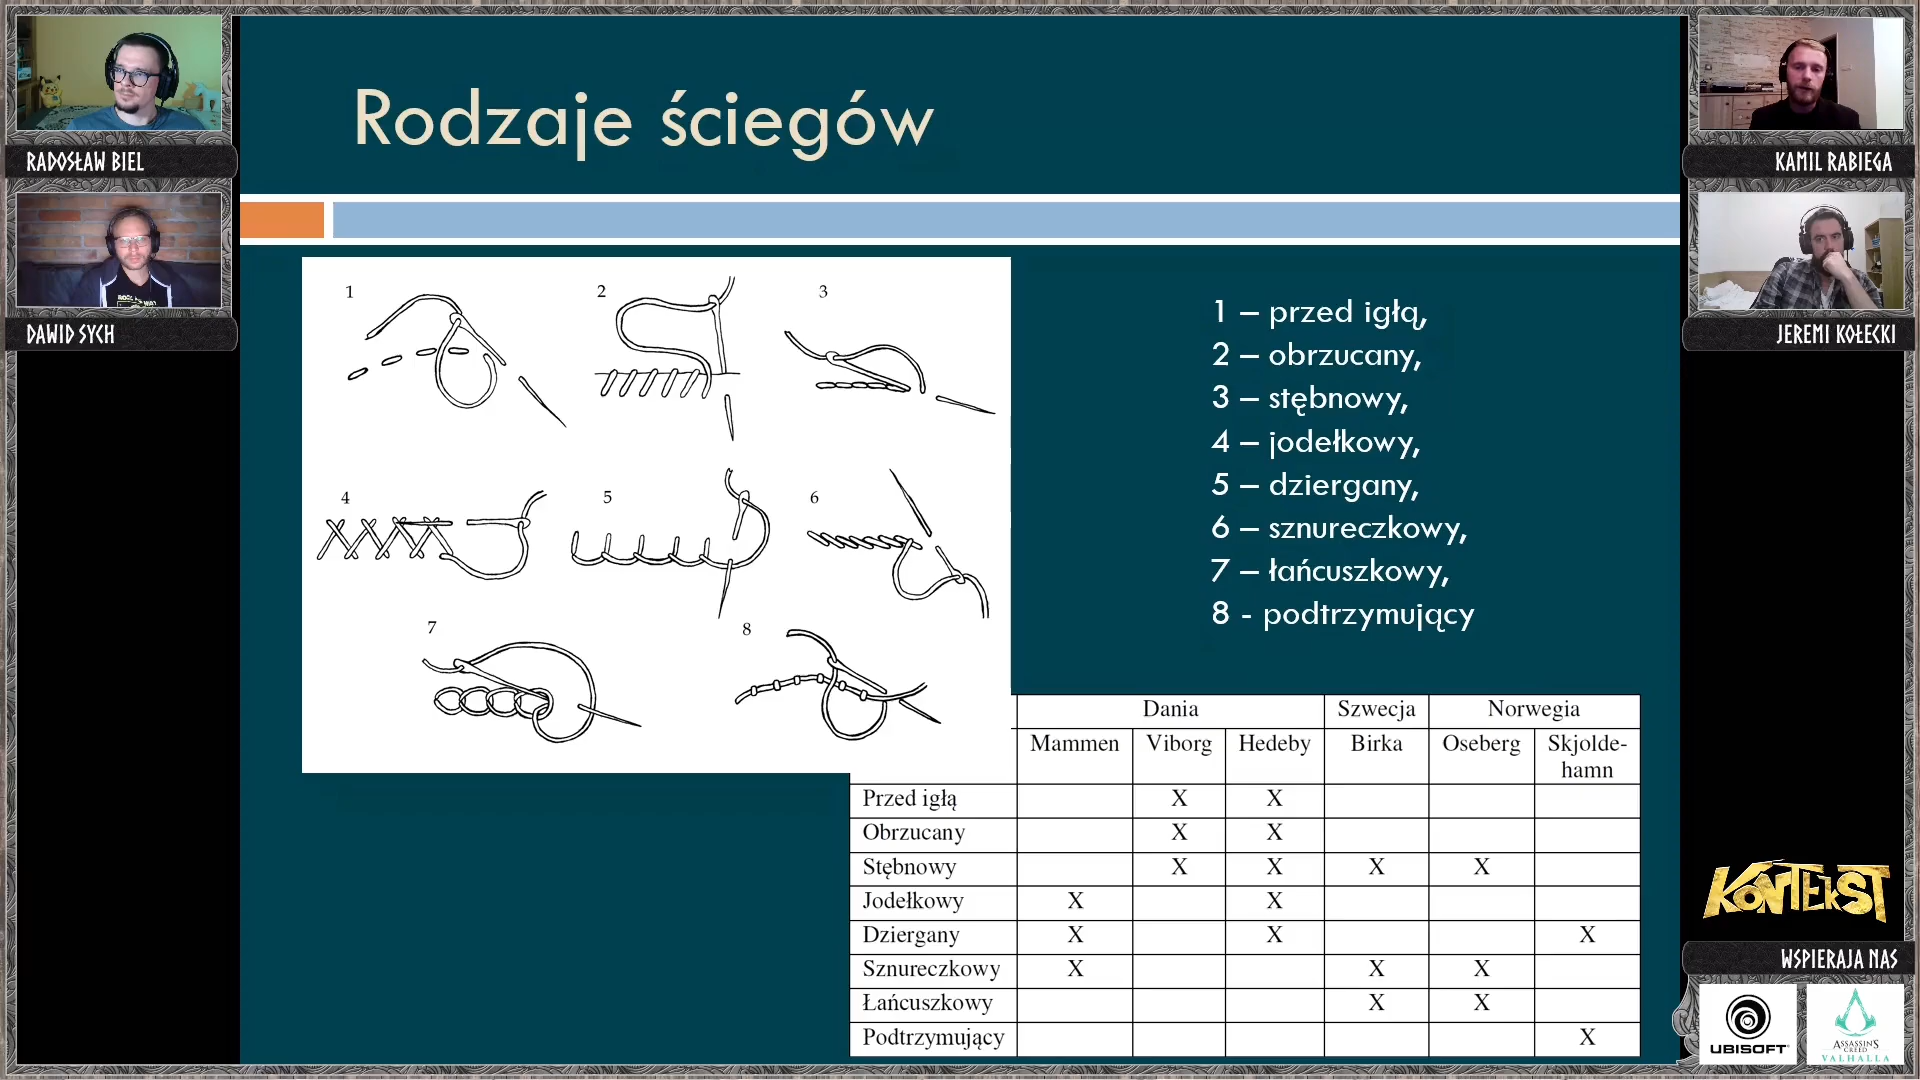 RADOSŁAW BIEL
DAWID SYCH
KAMIL RABIEGA
JEREMI KOŁECKI
Rodzaje ściegów
1
2
3
4
5
6
7
8
1 – przed igłą,
2 – obrzucany,
3 – stębnowy,
4 – jodełkowy,
5 – dziergany,
6 – sznureczkowy,
7 – łańcuszkowy,
8 - podtrzymujący
Dania Szwecja Norwegia
Mammen Viborg Hedeby Birka Oseberg Skjolde-
hamn
Przed igłą X X
Obrzucany X X
Stębnowy X X X X
Jodełkowy X X
Dziergany X X X
Sznureczkowy X X X
Łańcuszkowy X X
Podtrzymujący X
KONTEKST
WSPIERAJA NAS
UBISOFT
ASSASSIN'S
CREED
VALHALLA